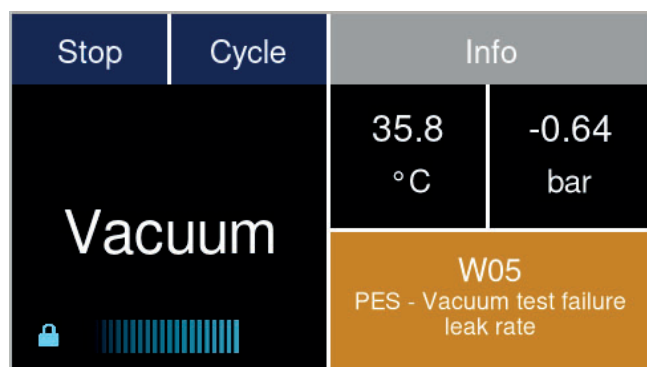 Stop
Cycle
Info
35.8
°C
-0.64
bar
Vacuum
W05
PES - Vacuum test failure
leak rate